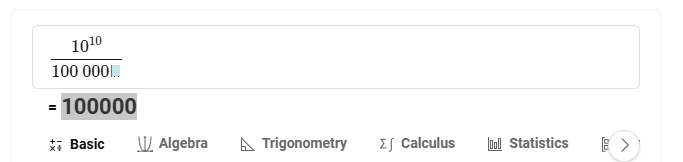 10¹⁰
100 000
= 100000
Basic Algebra Trigonometry Calculus Statistics